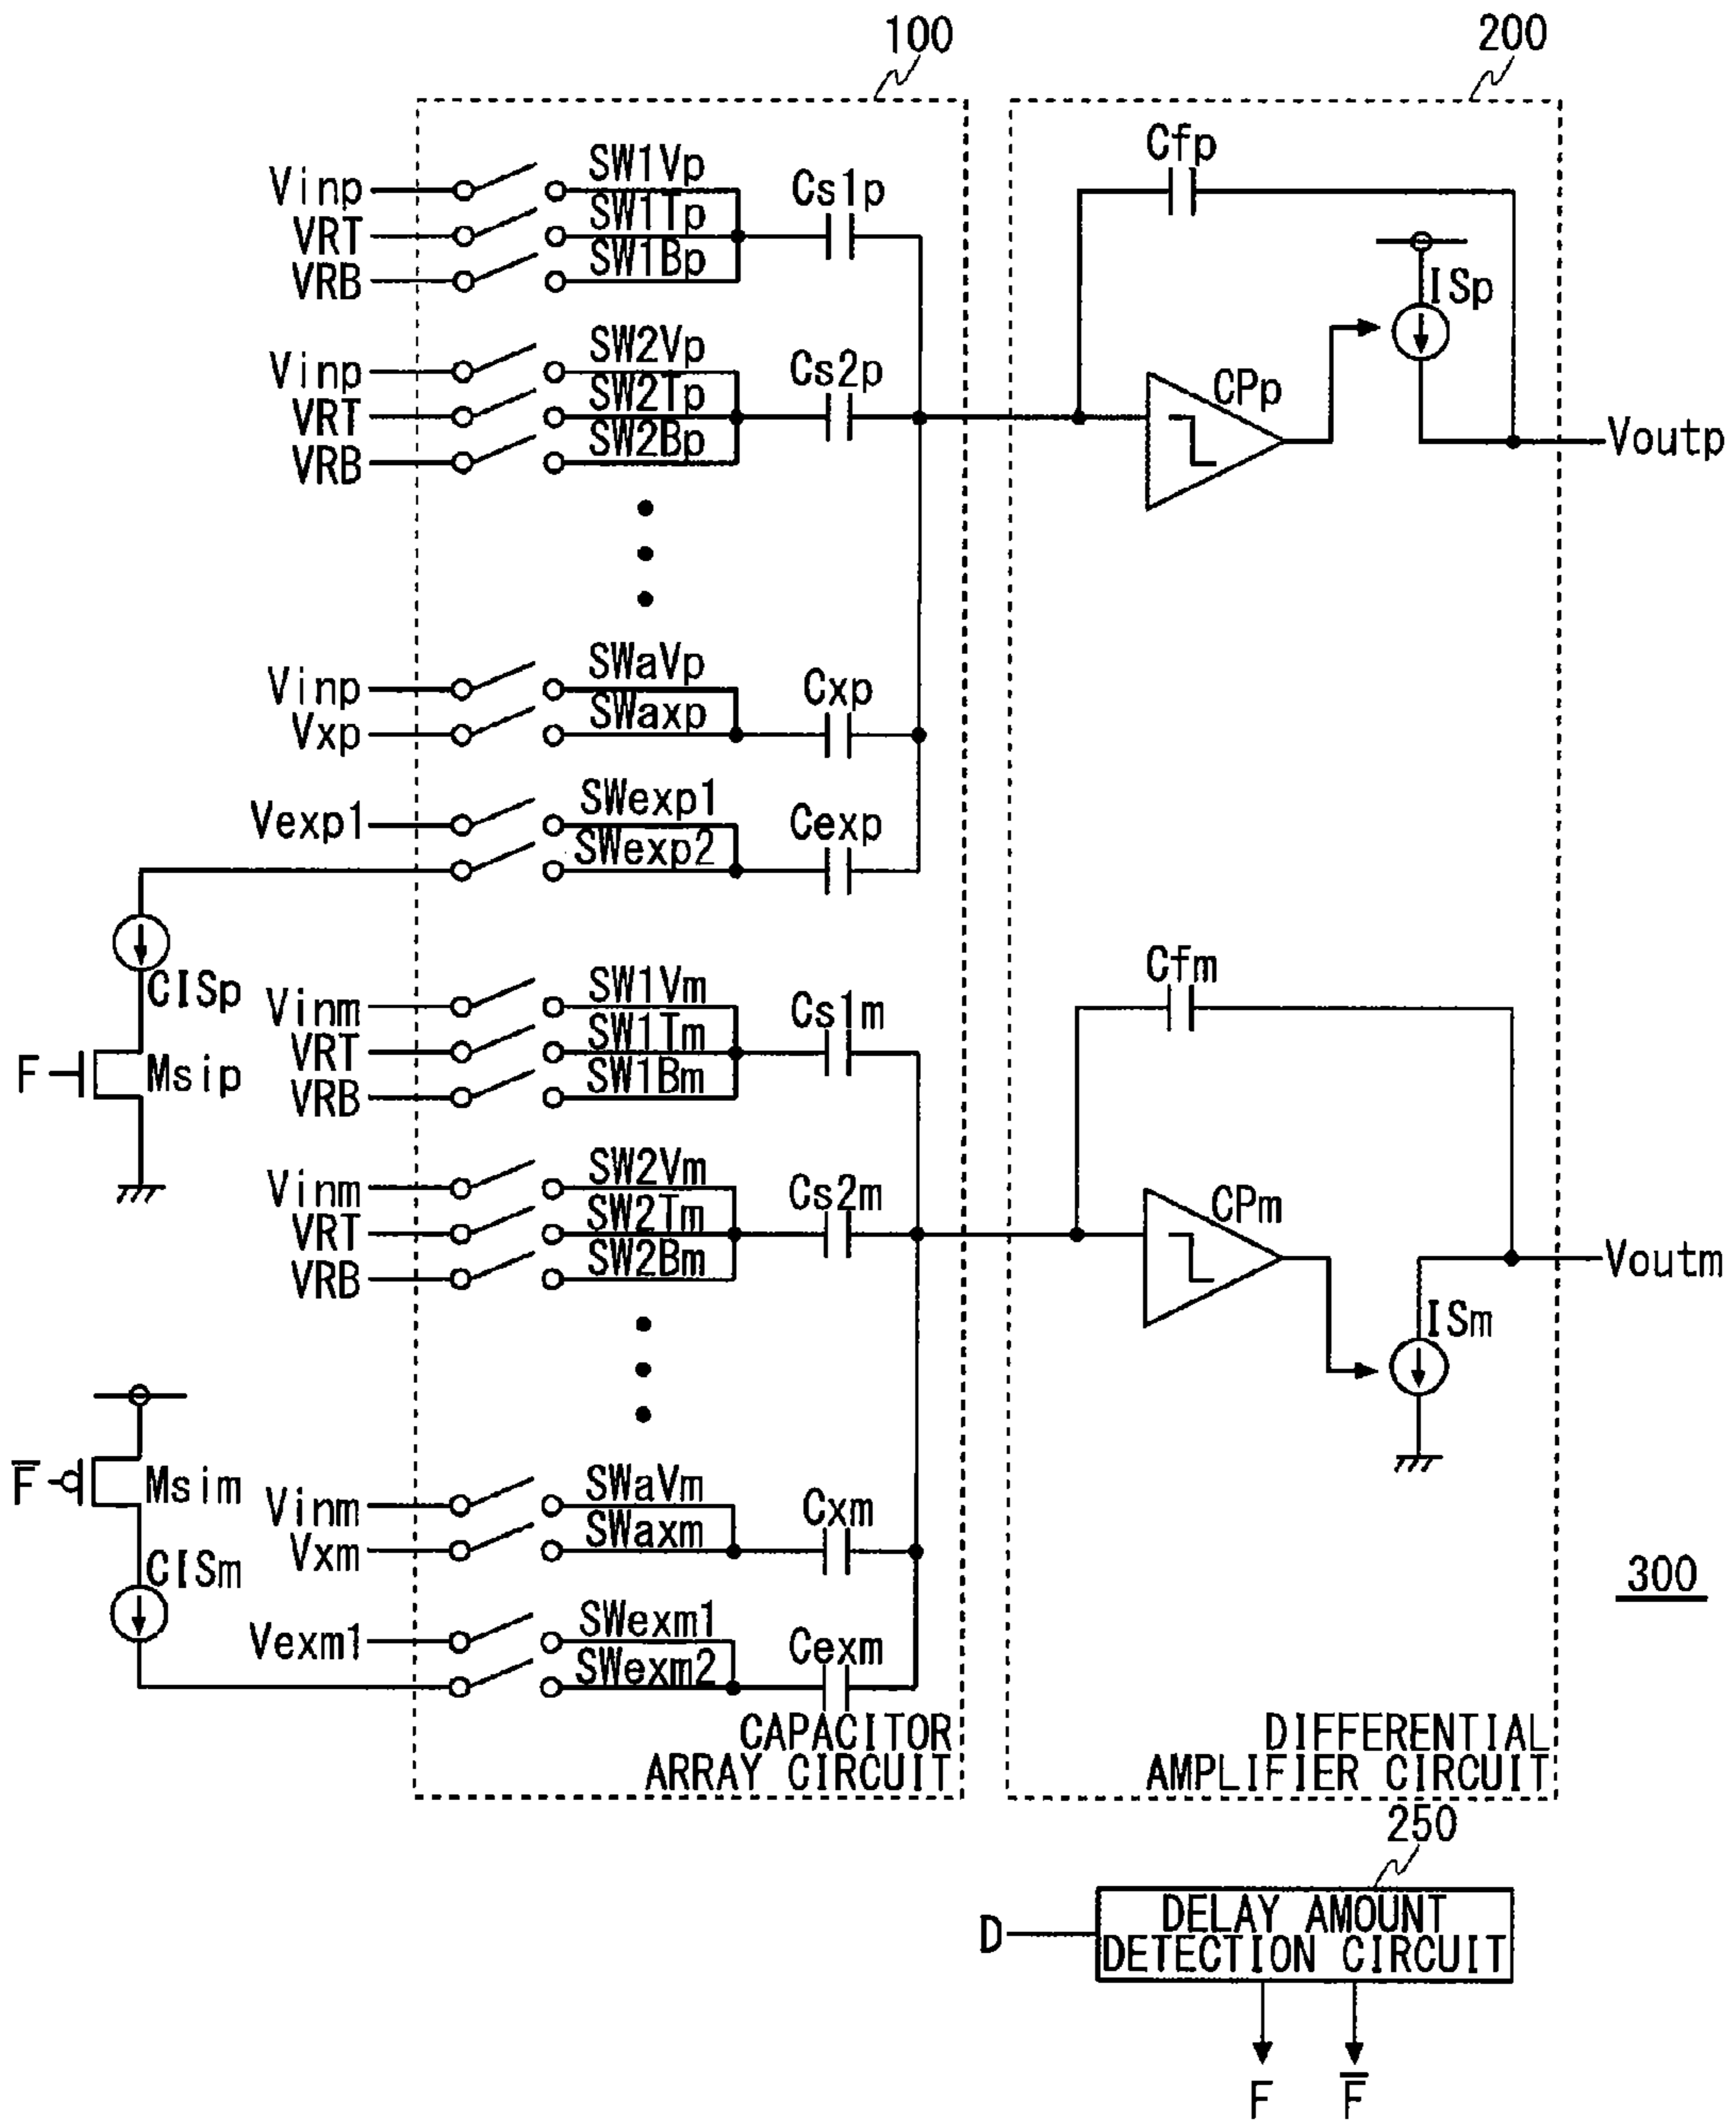 100
200
Vinp
SW1Vp
VRT
SW1Tp
VRB
SW1Bp
Cs1p
Cfp
ISp
Vinp
SW2Vp
VRT
SW2Tp
VRB
SW2Bp
Cs2p
CPp
Voutp
Vinp
SWaVp
Vxp
SWaxp
Cxp
Vexp1
SWexp1
SWexp2
Cexp
CISp
F
Msip
Vinm
SW1Vm
VRT
SW1Tm
VRB
SW1Bm
Cs1m
Cfm
Vinm
SW2Vm
VRT
SW2Tm
VRB
SW2Bm
Cs2m
CPm
Voutm
ISm
F̅
Msim
CISm
Vinm
SWaVm
Vxm
SWaxm
Cxm
Vexm1
SWexm1
SWexm2
Cexm
300
CAPACITOR
ARRAY CIRCUIT
DIFFERENTIAL
AMPLIFIER CIRCUIT
250
D
DELAY AMOUNT
DETECTION CIRCUIT
F
F̅